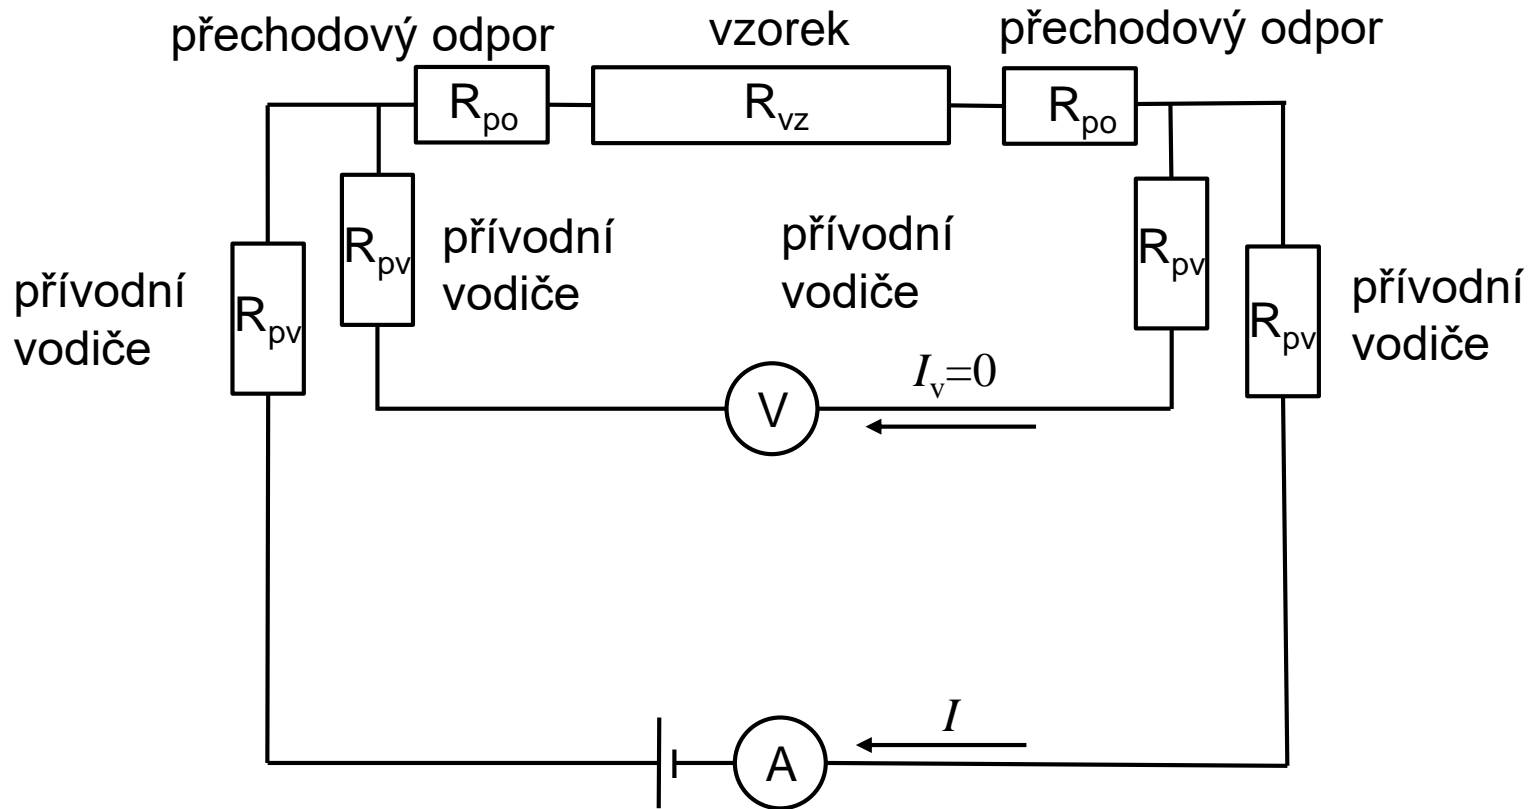 přechodový odpor
vzorek
přechodový odpor
Rpo
Rvz
Rpo
Rpv
přívodní
vodiče
Rpv
přívodní
vodiče
přívodní
vodiče
Rpv
Rpv
přívodní
vodiče
V
Iv=0
A
I